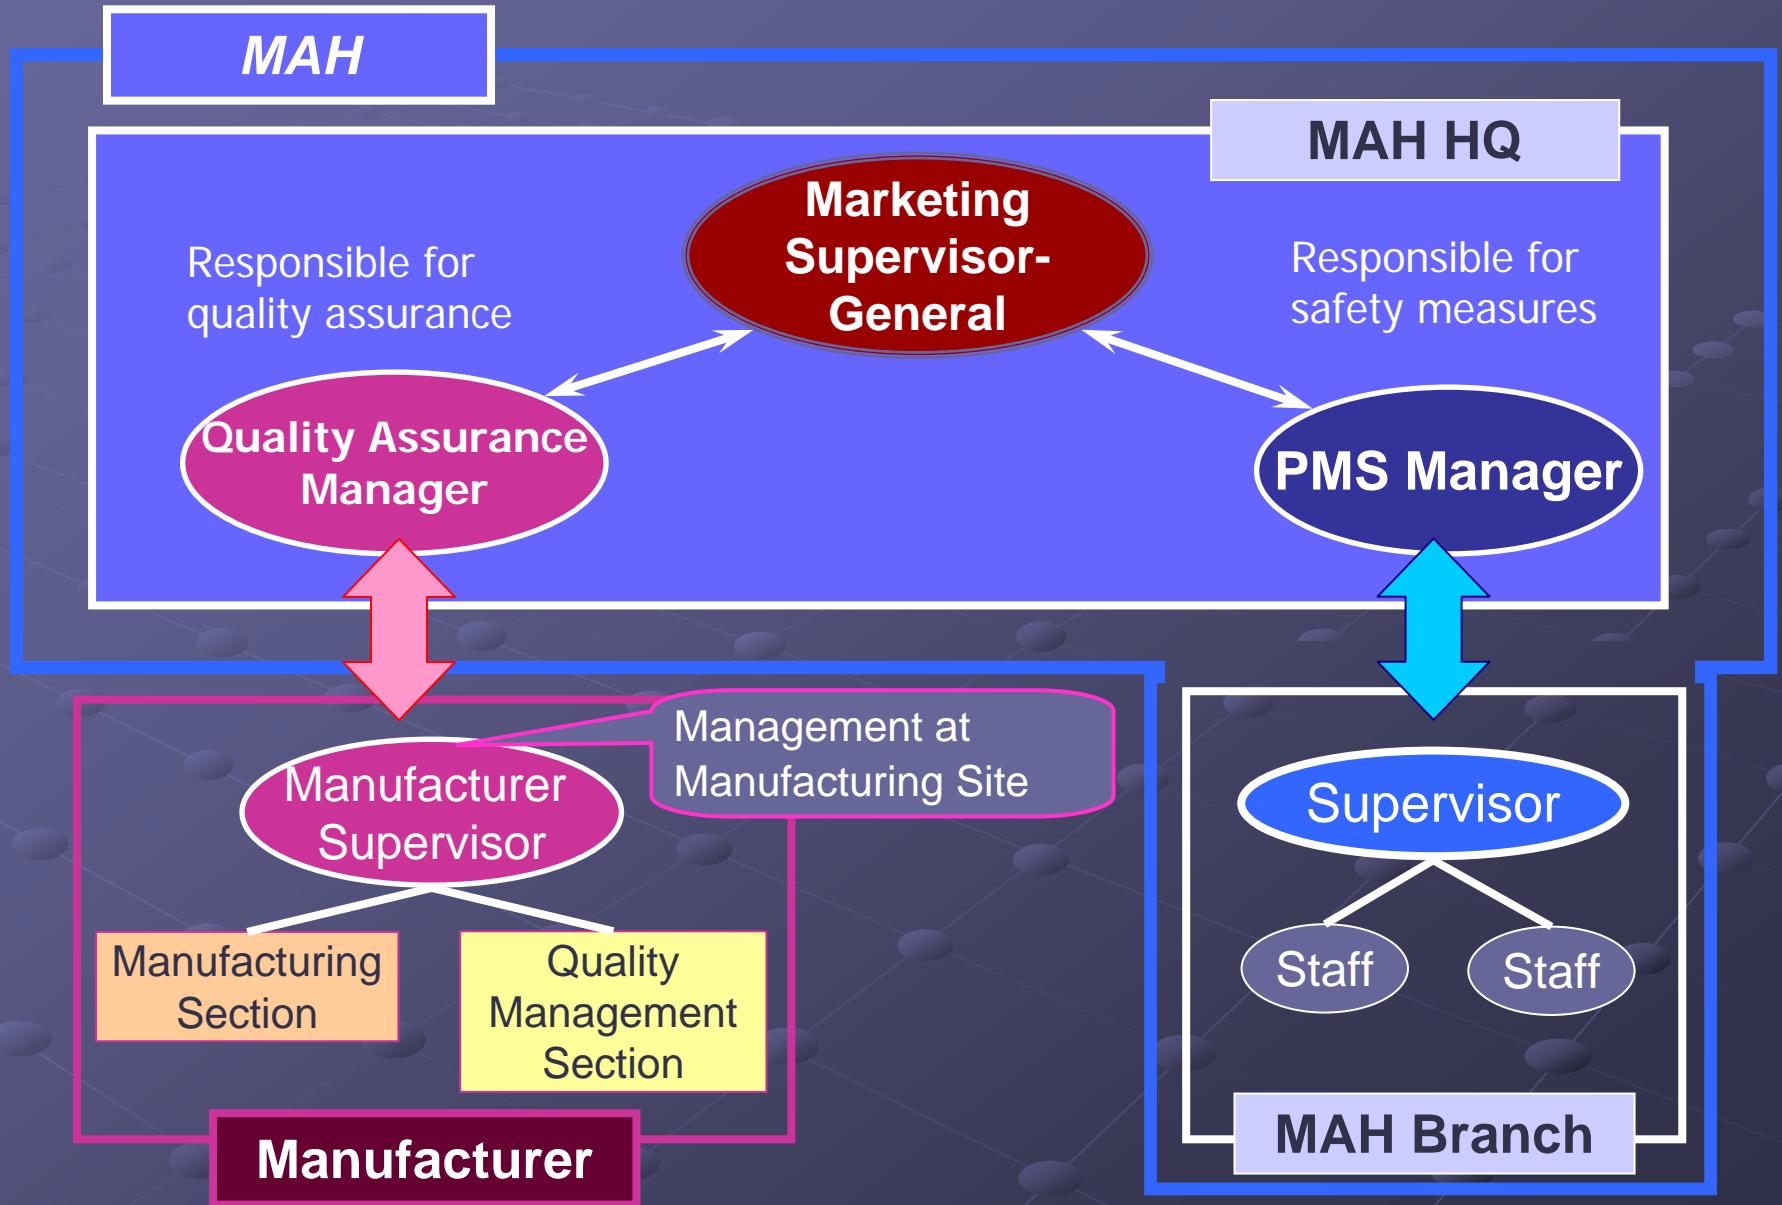 MAH
MAH HQ
Marketing
Supervisor-
General
Responsible for
quality assurance
Responsible for
safety measures
Quality Assurance
Manager
PMS Manager
Management at
Manufacturing Site
Manufacturer
Supervisor
Manufacturing
Section
Quality
Management
Section
Manufacturer
Supervisor
Staff
Staff
MAH Branch